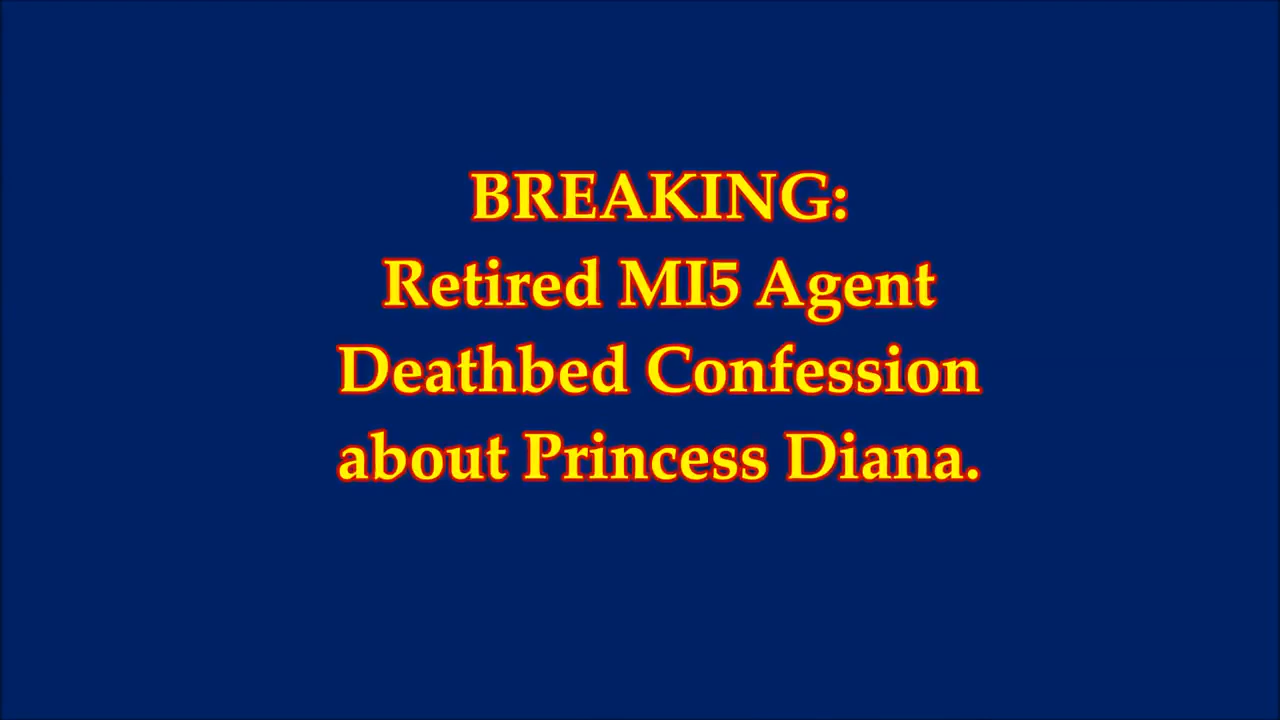 BREAKING:
Retired MI5 Agent
Deathbed Confession
about Princess Diana.